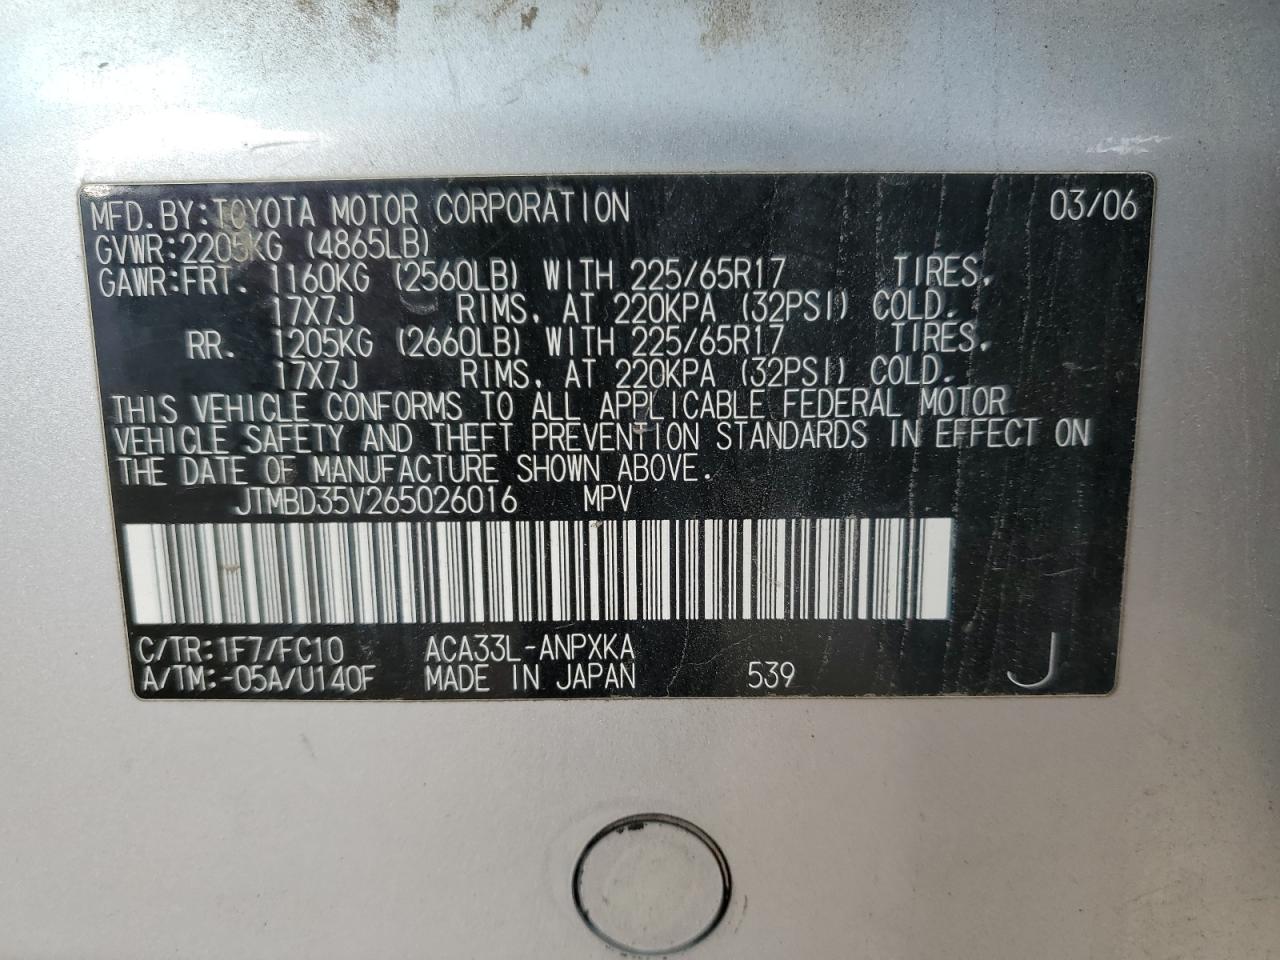 MFD.BY:TOYOTA MOTOR CORPORATION 03/06
GVWR:2205KG (4865LB)
GAWR:FRT. 1160KG (2560LB) WITH 225/65R17 TIRES,
17X7J RIMS, AT 220KPA (32PSI) COLD.
RR. 1205KG (2660LB) WITH 225/65R17 TIRES,
17X7J RIMS, AT 220KPA (32PSI) COLD.
THIS VEHICLE CONFORMS TO ALL APPLICABLE FEDERAL MOTOR
VEHICLE SAFETY AND THEFT PREVENTION STANDARDS IN EFFECT ON
THE DATE OF MANUFACTURE SHOWN ABOVE.
JTMBD35V265026016 MPV
C/TR:1F7/FC10 ACA33L-ANPXKA
A/TM:-05A/U140F MADE IN JAPAN 539 J